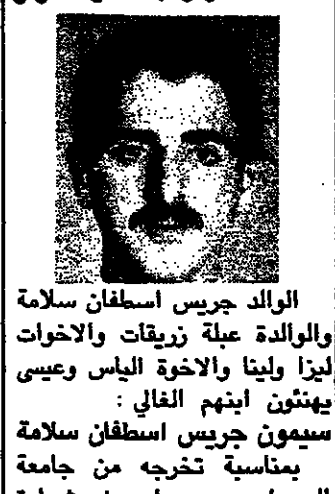 الوالد جريس اسطفان سلامة
والوالدة عبلة زريقات والاخوات
ليزا ولينا والاخوة الياس وعيسى
يهنئون ابنهم الغالي :
سيمون جريس اسطفان سلامة
بمناسبة تخرجه من جامعة